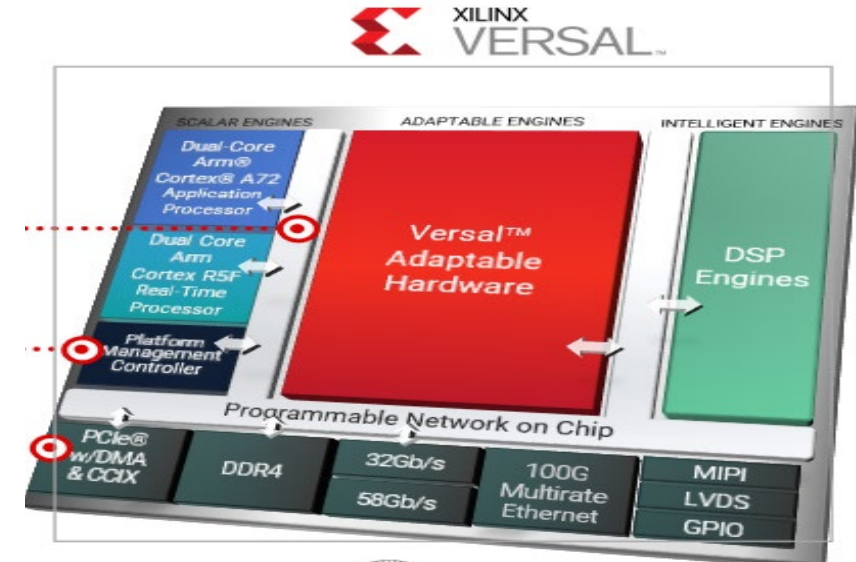 XILINX
VERSAL™
SCALAR ENGINES
ADAPTABLE ENGINES
INTELLIGENT ENGINES
Dual-Core
Arm®
Cortex® A72
Application
Processor
Dual Core
Arm
Cortex R5F
Real-Time
Processor
Platform
Management
Controller
Versal™
Adaptable
Hardware
DSP
Engines
Programmable Network on Chip
PCIe®
w/DMA
& CCIX
DDR4
32Gb/s
58Gb/s
100G
Multirate
Ethernet
MIPI
LVDS
GPIO